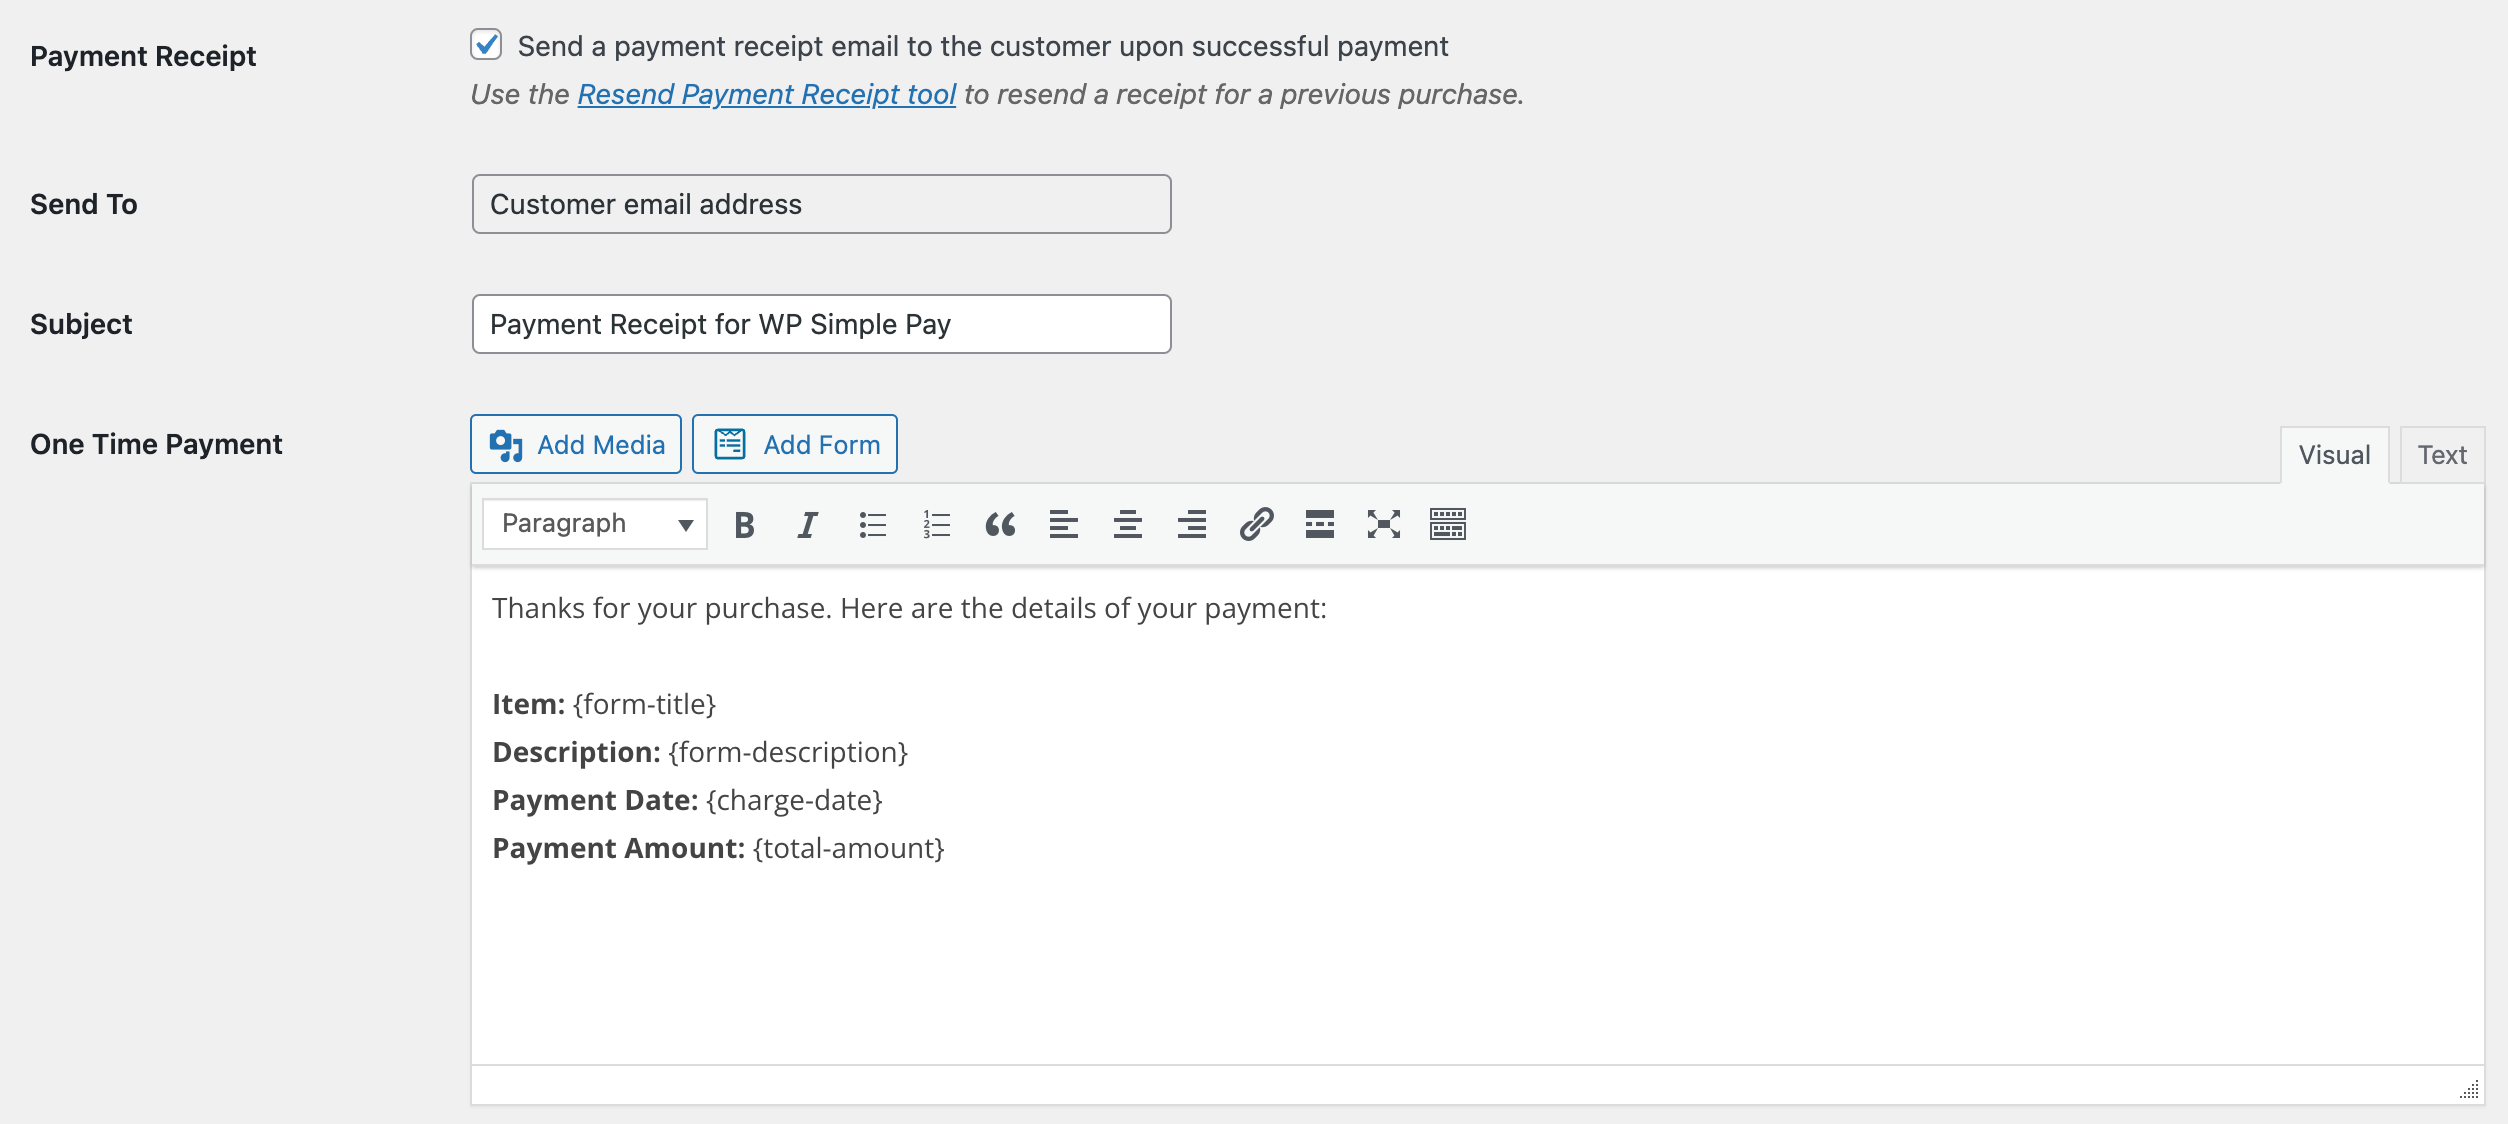 Payment Receipt
Send a payment receipt email to the customer upon successful payment
Use the Resend Payment Receipt tool to resend a receipt for a previous purchase.
Send To
Customer email address
Subject
Payment Receipt for WP Simple Pay
One Time Payment
Add Media
Add Form
Visual
Text
Paragraph
Thanks for your purchase. Here are the details of your payment:
Item: {form-title}
Description: {form-description}
Payment Date: {charge-date}
Payment Amount: {total-amount}